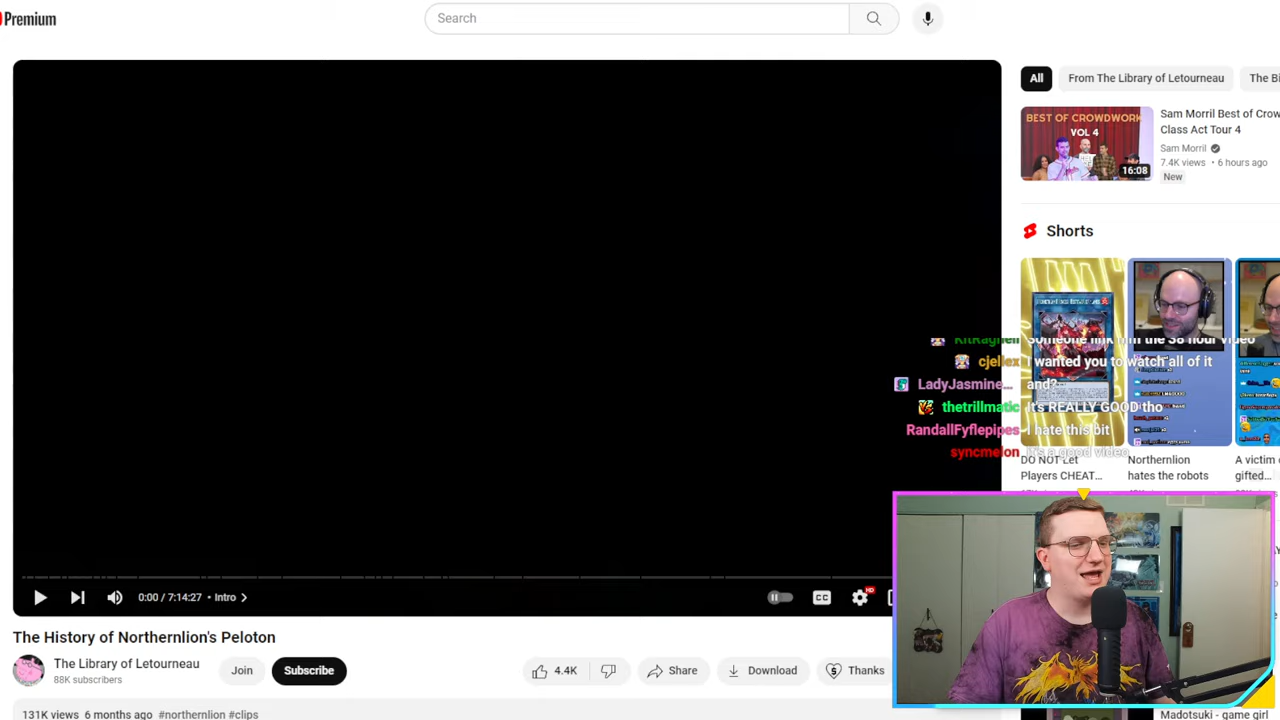 Premium
Search
All
From The Library of Letourneau
BEST OF CROWDWORK
VOL 4
16:08
Sam Morril Best of Crow
Class Act Tour 4
Sam Morril
7.4K views • 6 hours ago
New
Shorts
KitRagnell Someone link him the 38 hour video
cjellex I wanted you to watch all of it
LadyJasmine... and?
thetrillmatic It's REALLY GOOD tho
RandallFyflepipes I hate this bit
syncmelon It's a good video
DO NOT Let
Players CHEAT...
Northernlion
hates the robots
A victim
gifted...
0:00 / 7:14:27 • Intro
CC
HD
The History of Northernlion's Peloton
The Library of Letourneau
88K subscribers
Join
Subscribe
4.4K
Share
Download
Thanks
131K views 6 months ago #northernlion #clips
Madotsuki - game girl